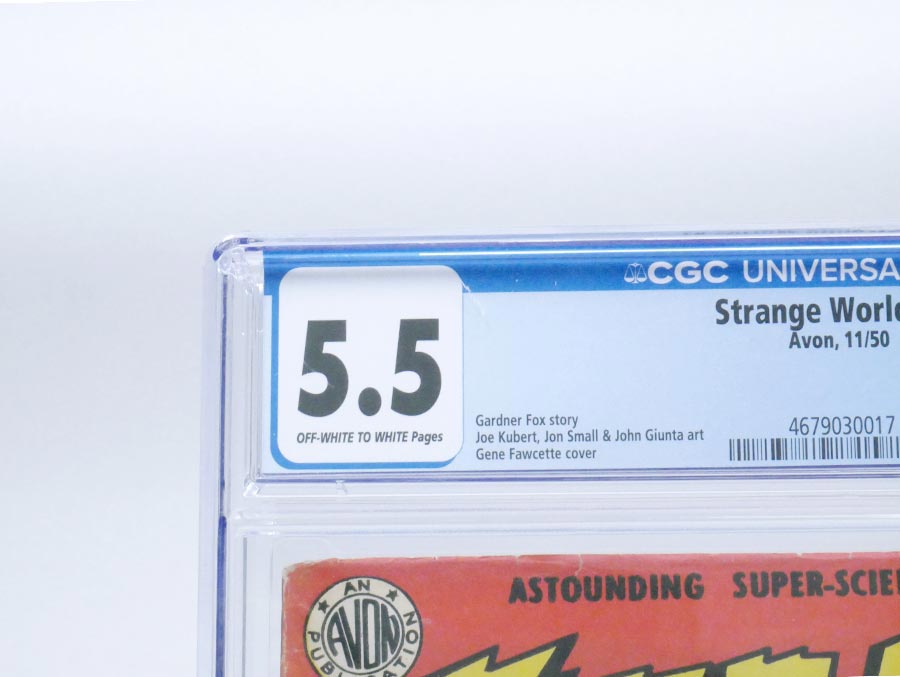 CGC UNIVERSA
5.5
OFF-WHITE TO WHITE Pages
Strange Worl
Avon, 11/50
Gardner Fox story
Joe Kubert, Jon Small & John Giunta art
Gene Fawcette cover
4679030017
AN
AVON
PUBLICATION
ASTOUNDING SUPER-SCIE